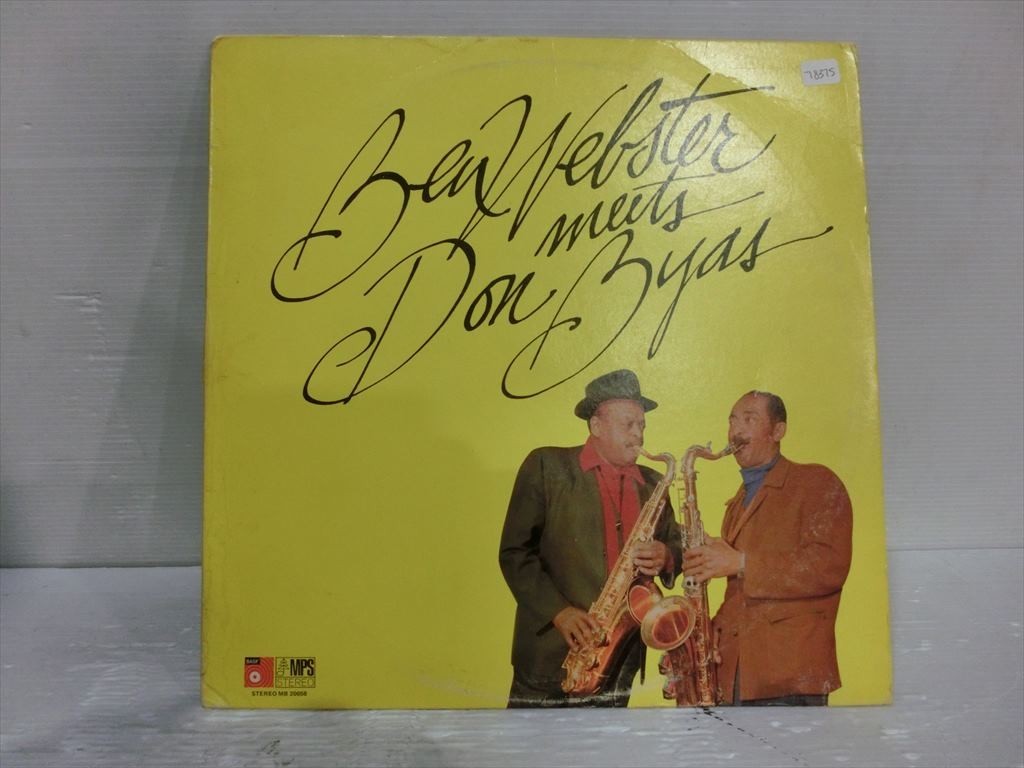 78575
Ben Webster
meets
Don Byas
BASF
MPS
STEREO
STEREO MB 20658